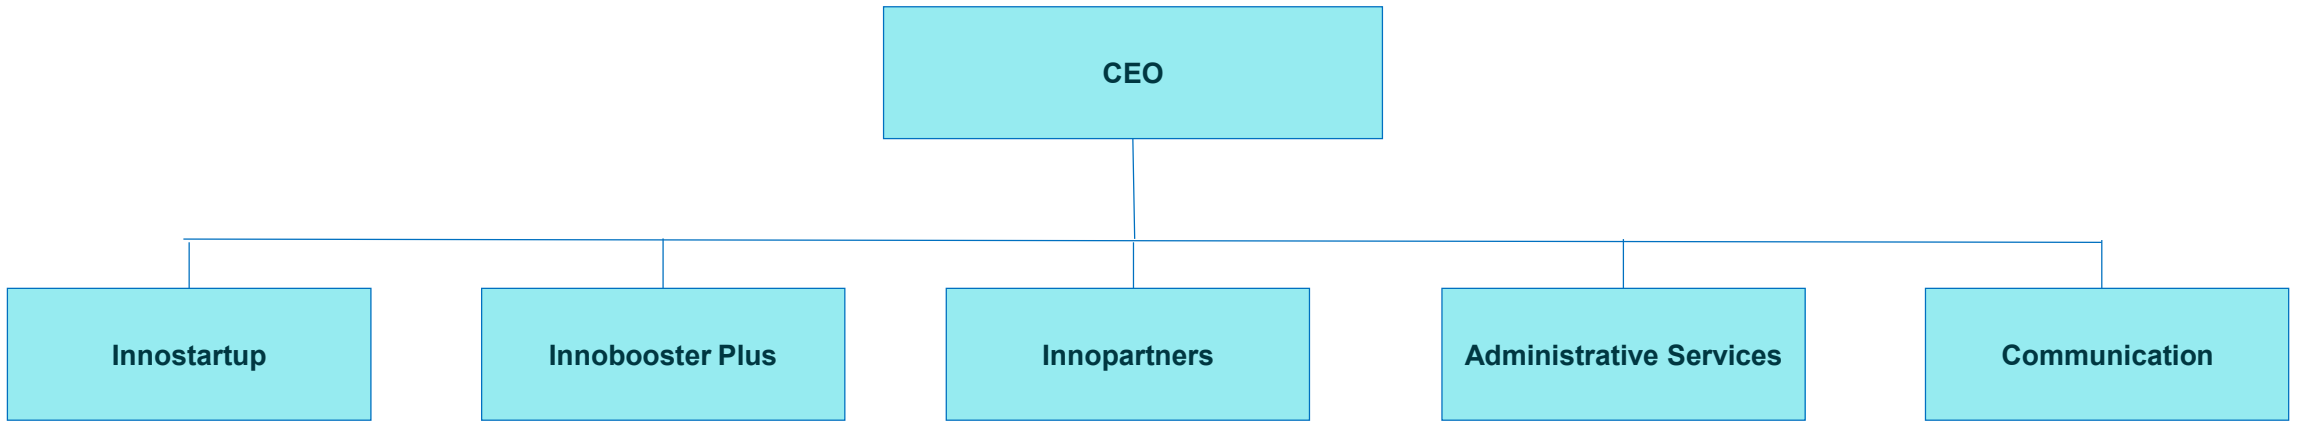 CEO
Innostartup
Innobooster Plus
Innopartners
Administrative Services
Communication